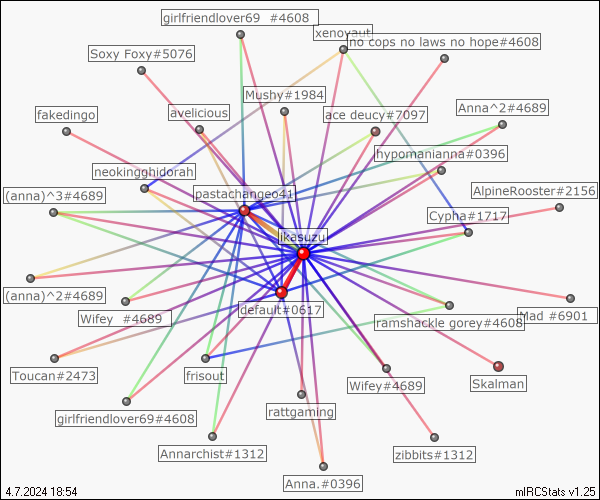 girlfriendlover69 #4608
xenoyaut
no cops no laws no hope#4608
Soxy Foxy#5076
Mushy#1984
fakedingo
avelicious
ace deucy#7097
Anna^2#4689
hypomanianna#0396
neokingghidorah
(anna)^3#4689
pastachangeo41
AlpineRooster#2156
Cypha#1717
ikasuzu
(anna)^2#4689
Wifey #4689
default#0617
ramshackle gorey#4608
Mad #6901
Toucan#2473
frisout
Wifey#4689
Skalman
girlfriendlover69#4608
rattgaming
Annarchist#1312
zibbits#1312
Anna.#0396
4.7.2024 18:54
mIRCStats v1.25